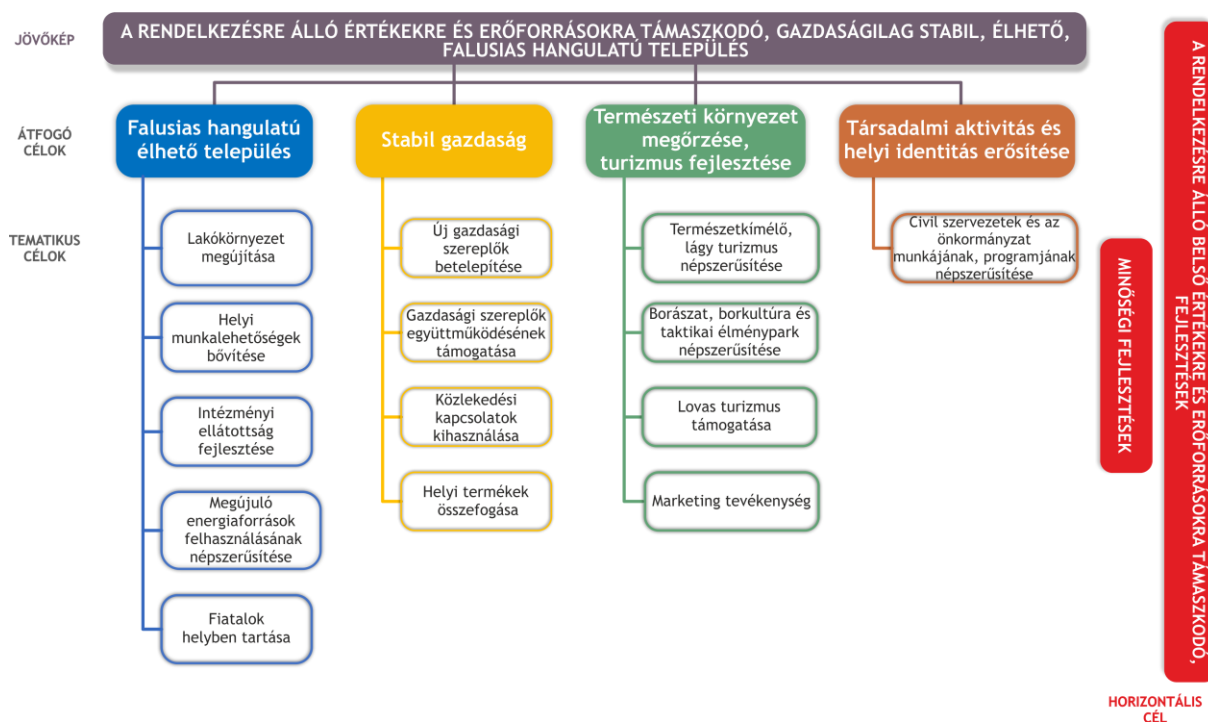 JÖVŐKÉP
A RENDELKEZÉSRE ÁLLÓ ÉRTÉKEKRE ÉS ERŐFORRÁSOKRA TÁMASZKODÓ, GAZDASÁGILAG STABIL, ÉLHETŐ,
FALUSIAS HANGULATÚ TELEPÜLÉS
ÁTFOGÓ
CÉLOK
Falusias hangulatú
élhető település
Stabil gazdaság
Természeti környezet
megőrzése,
turizmus fejlesztése
Társadalmi aktivitás és
helyi identitás erősítése
TEMATIKUS
CÉLOK
Lakókörnyezet
megújítása
Helyi
munkalehetőségek
bővítése
Intézményi
ellátottság
fejlesztése
Megújuló
energiaforrások
felhasználásának
népszerűsítése
Fiatalok
helyben tartása
Új gazdasági
szereplők
betelepítése
Gazdasági szereplők
együttműködésének
támogatása
Közlekedési
kapcsolatok
kihasználása
Helyi termékek
összefogása
Természetkímélő,
lágy turizmus
népszerűsítése
Borászat, borkultúra és
taktikai élménypark
népszerűsítése
Lovas turizmus
támogatása
Marketing tevékenység
Civil szervezetek és az
önkormányzat
munkájának, programjának
népszerűsítése
MINŐSÉGI FEJLESZTÉSEK
A RENDELKEZÉSRE ÁLLÓ BELSŐ ÉRTÉKEKRE ÉS ERŐFORRÁSOKRA TÁMASZKODÓ,
FEJLESZTÉSEK
HORIZONTÁLIS
CÉL